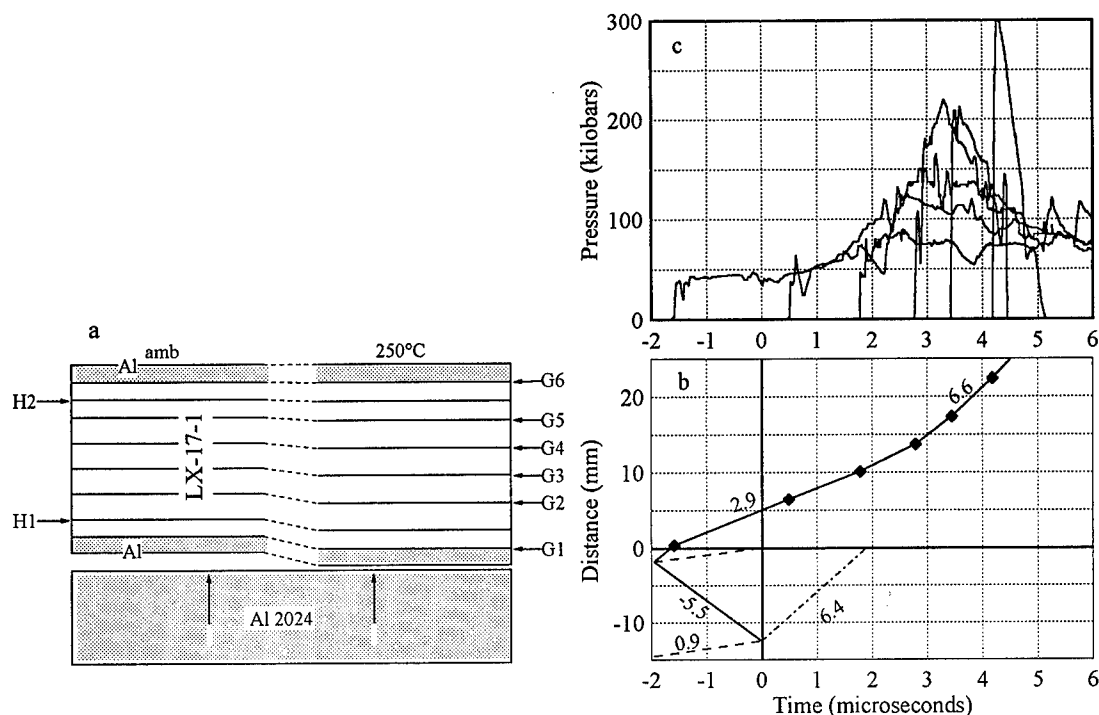 a
amb
250°C
Al
G6
H2
G5
LX-17-1
G4
G3
G2
H1
G1
Al
Al 2024
c
300
200
100
0
Pressure (kilobars)
-2 -1 0 1 2 3 4 5 6
b
20
10
0
-10
Distance (mm)
6.6
2.9
-5.5
6.4
0.9
-2 -1 0 1 2 3 4 5 6
Time (microseconds)